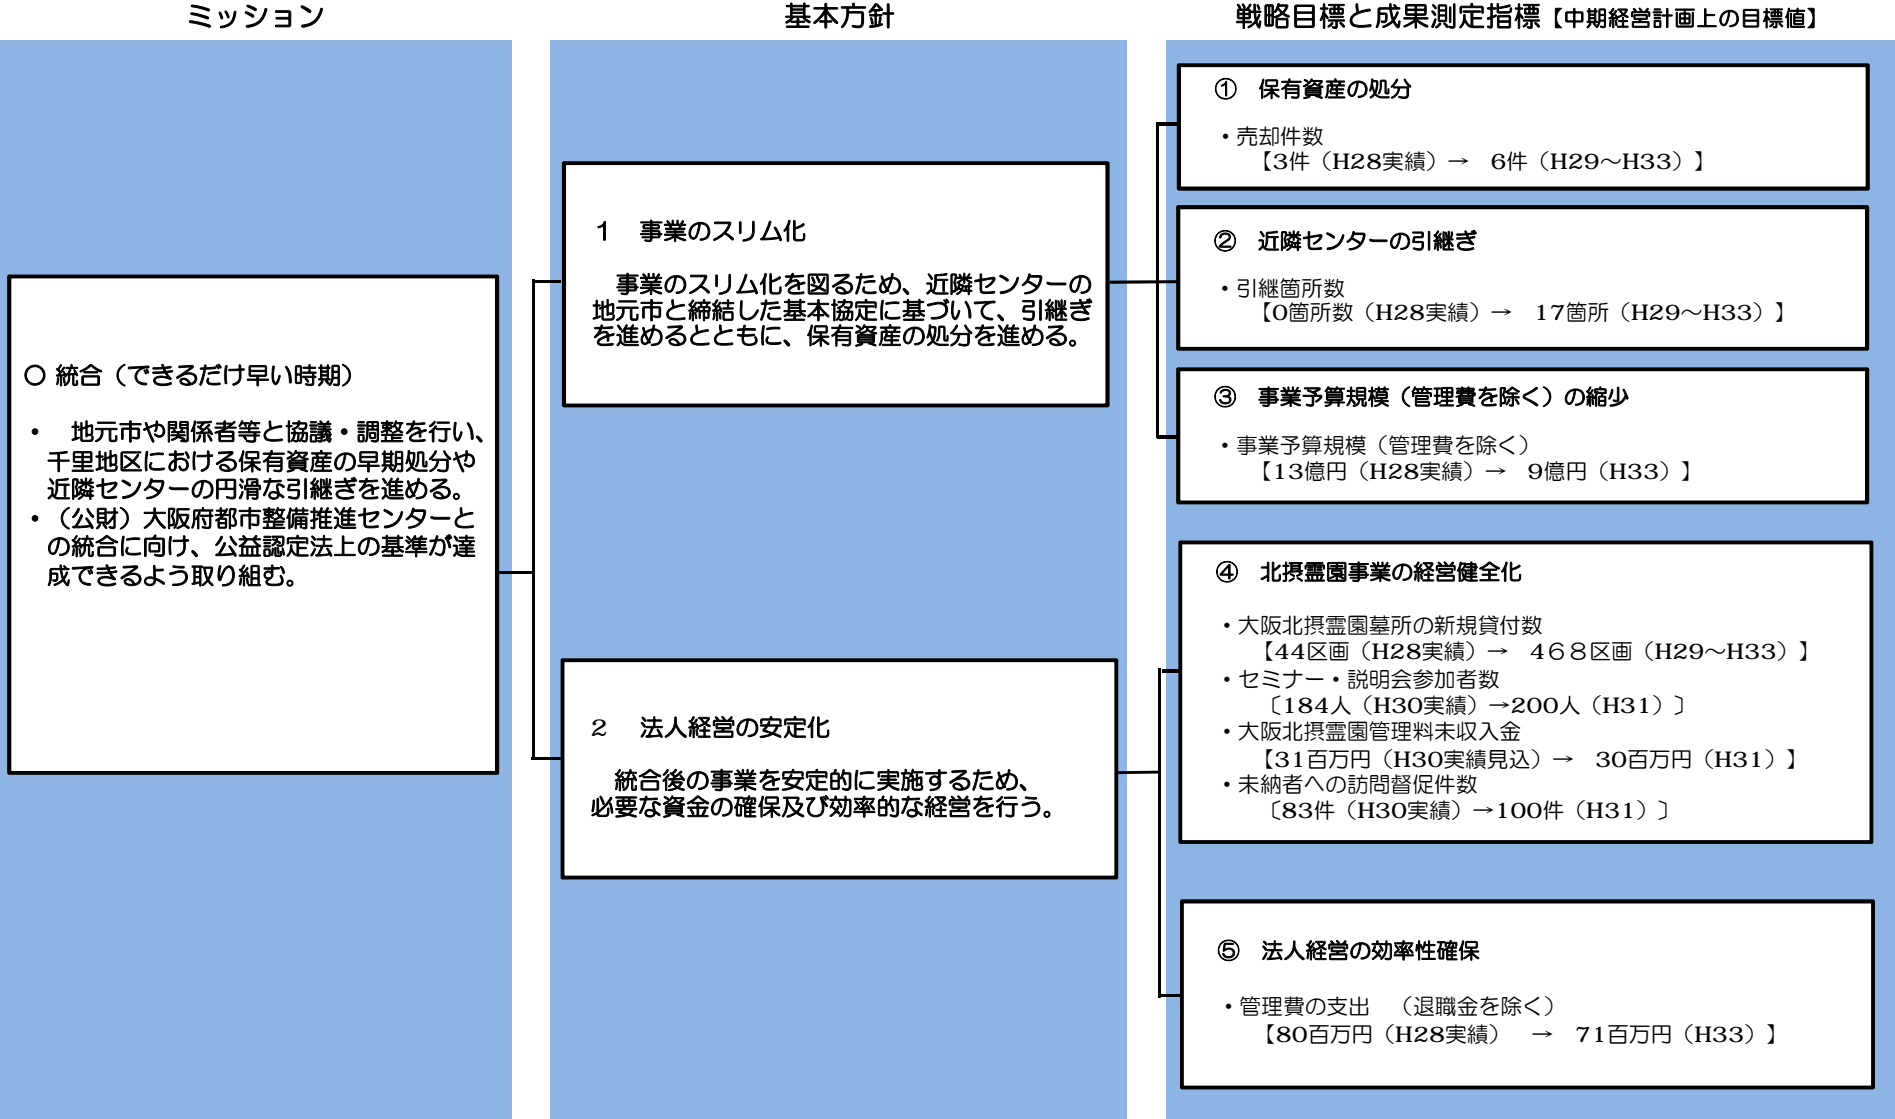 ミッション
基本方針
戦略目標と成果測定指標【中期経営計画上の目標値】
○ 統合（できるだけ早い時期）
・　地元市や関係者等と協議・調整を行い、
千里地区における保有資産の早期処分や
近隣センターの円滑な引継ぎを進める。
・（公財）大阪府都市整備推進センターと
の統合に向け、公益認定法上の基準が達
成できるよう取り組む。
１　事業のスリム化
事業のスリム化を図るため、近隣センターの
地元市と締結した基本協定に基づいて、引継ぎ
を進めるとともに、保有資産の処分を進める。
2　法人経営の安定化
統合後の事業を安定的に実施するため、
必要な資金の確保及び効率的な経営を行う。
①　保有資産の処分
・売却件数
【3件（H28実績）→　6件（H29～H33）】
②　近隣センターの引継ぎ
・引継箇所数
【0箇所数（H28実績）→　17箇所（H29～H33）】
③　事業予算規模（管理費を除く）の縮少
・事業予算規模（管理費を除く）
【13億円（H28実績）→　9億円（H33）】
④　北摂霊園事業の経営健全化
・大阪北摂霊園墓所の新規貸付数
【44区画（H28実績）→　４６８区画（H29～H33）】
・セミナー・説明会参加者数
〔184人（H30実績）→200人（H31）〕
・大阪北摂霊園管理料未収入金
【31百万円（H30実績見込）→　30百万円（H31）】
・未納者への訪問督促件数
〔83件（H30実績）→100件（H31）〕
⑤　法人経営の効率性確保
・管理費の支出　（退職金を除く）
【80百万円（H28実績）　→　71百万円（H33）】